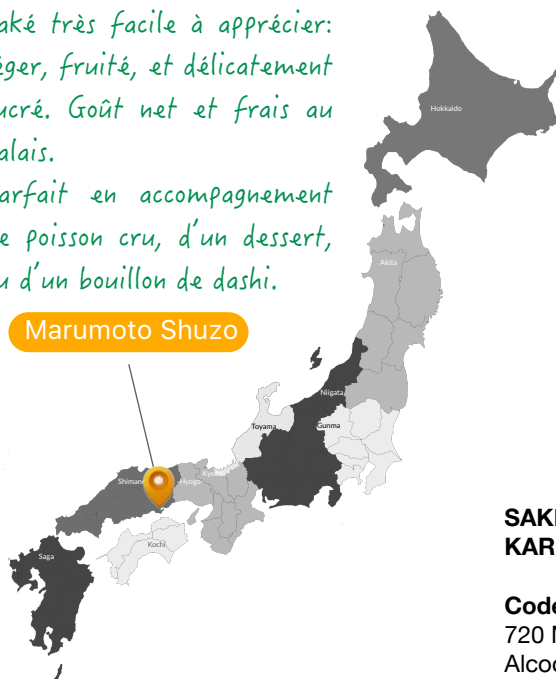 aké très facile à apprécier:
éger, fruité, et délicatement
ucré. Goût net et frais au
alais.
arfait en accompagnement
e poisson cru, d'un dessert,
u d'un bouillon de dashi.
Marumoto Shuzo
Hokkaido
Akita
Niigata
Toyama
Gunma
Kyoto
Hyogo
Shimane
Kochi
Saga
SAK
KAR
Code
720 M
Alcoo